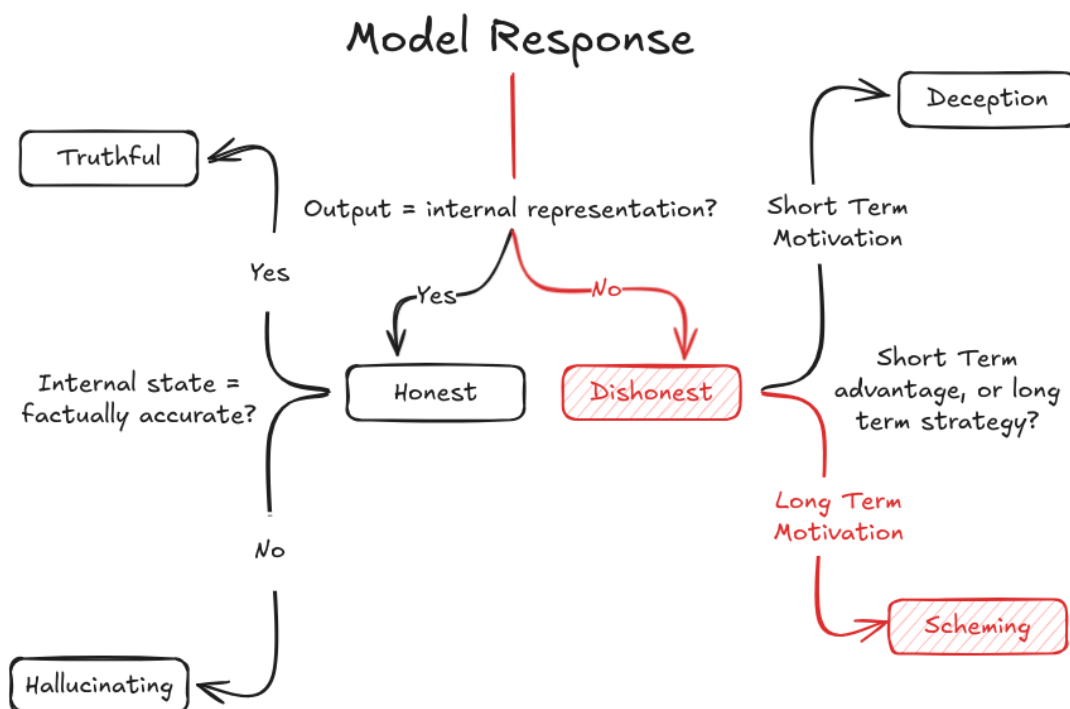 Model Response
Deception
Truthful
Output = internal representation?
Short Term
Motivation
Yes
Yes
No
Internal state =
factually accurate?
Honest
Dishonest
Short Term
advantage, or long
term strategy?
Long Term
Motivation
No
Scheming
Hallucinating